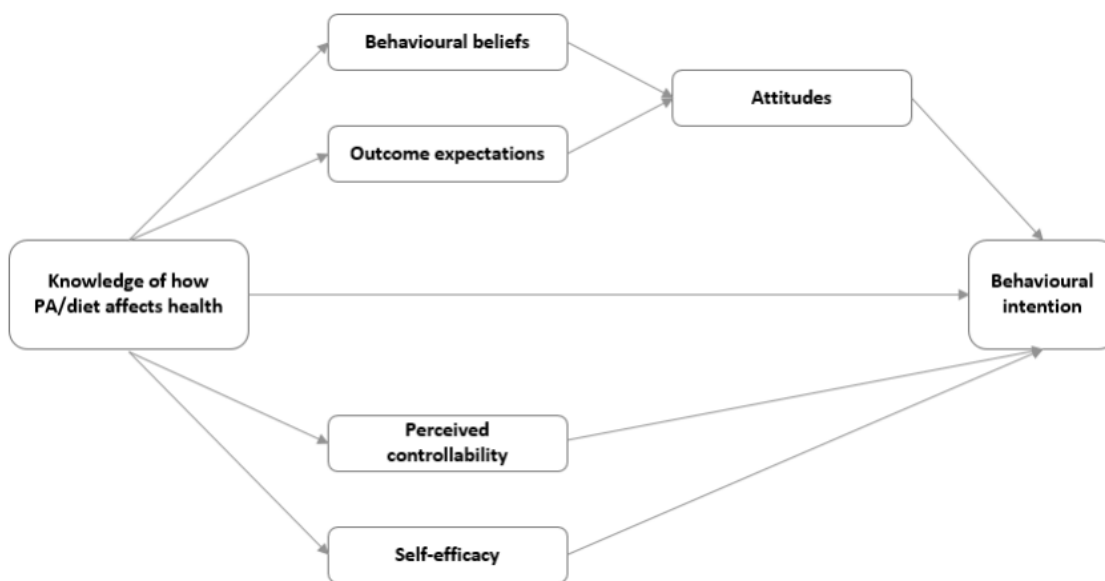 Behavioural beliefs
Attitudes
Outcome expectations
Knowledge of how
PA/diet affects health
Behavioural
intention
Perceived
controllability
Self-efficacy